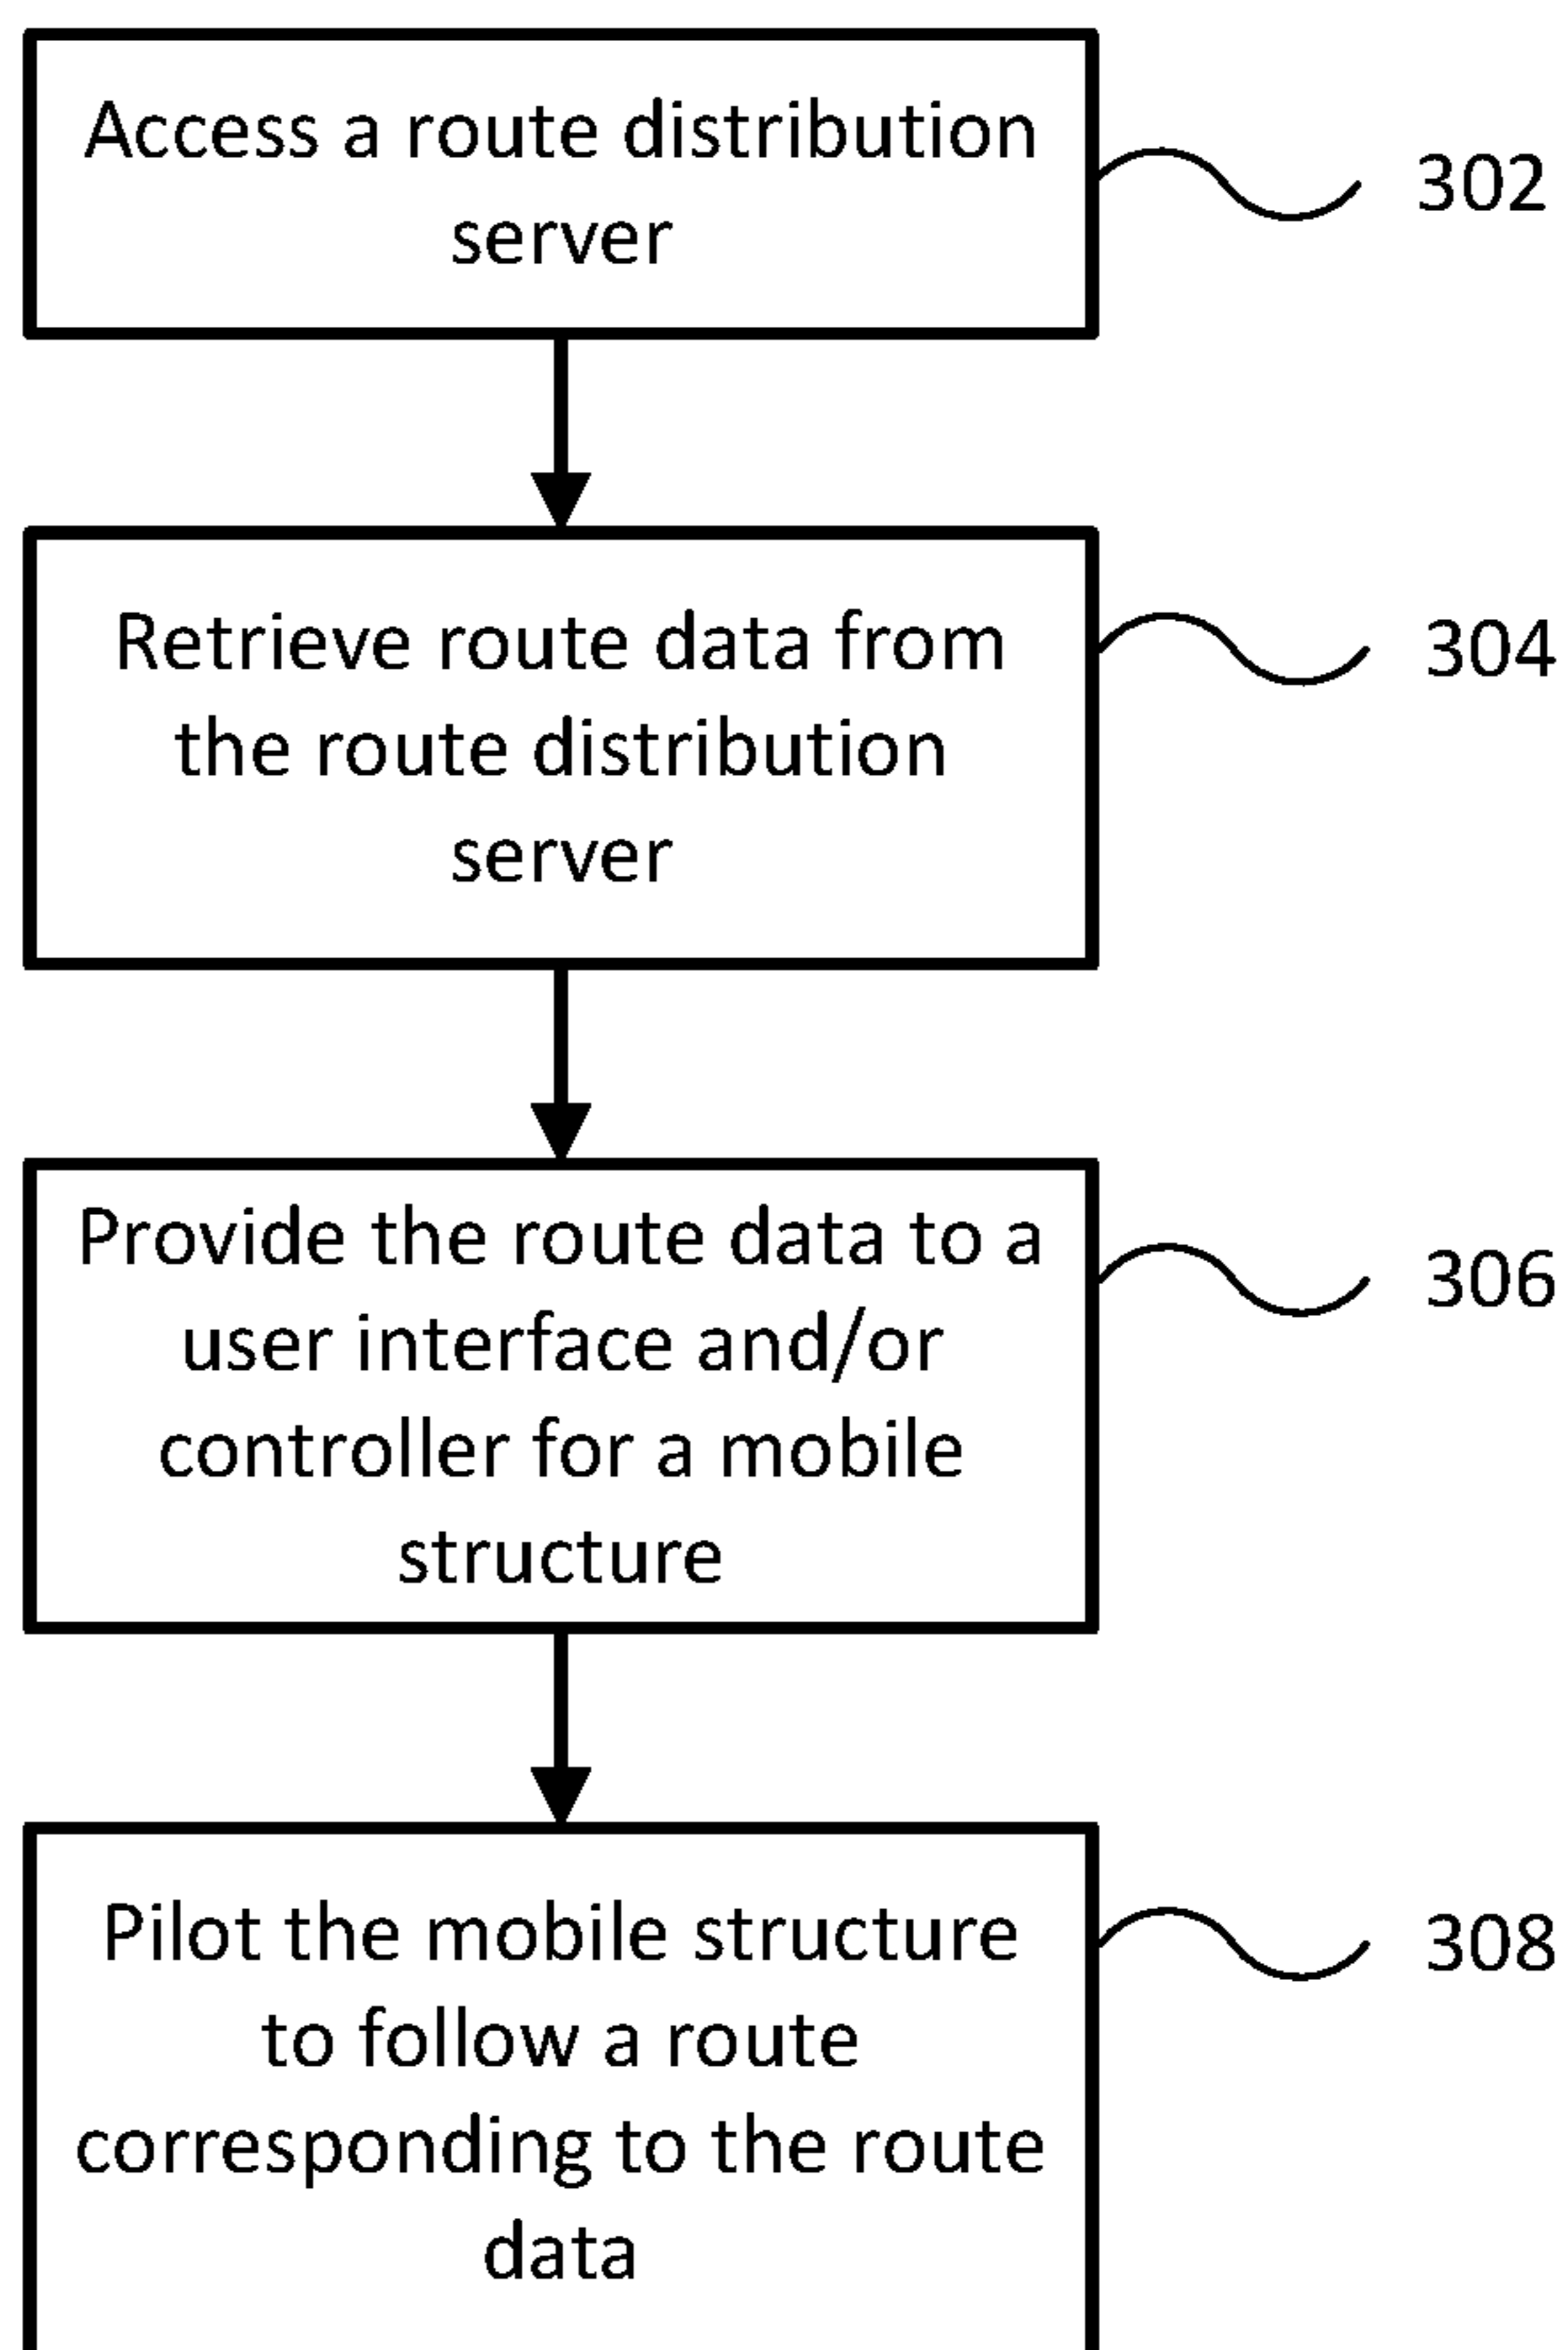 Access a route distribution
server
302
Retrieve route data from
the route distribution
server
304
Provide the route data to a
user interface and/or
controller for a mobile
structure
306
Pilot the mobile structure
to follow a route
corresponding to the route
data
308